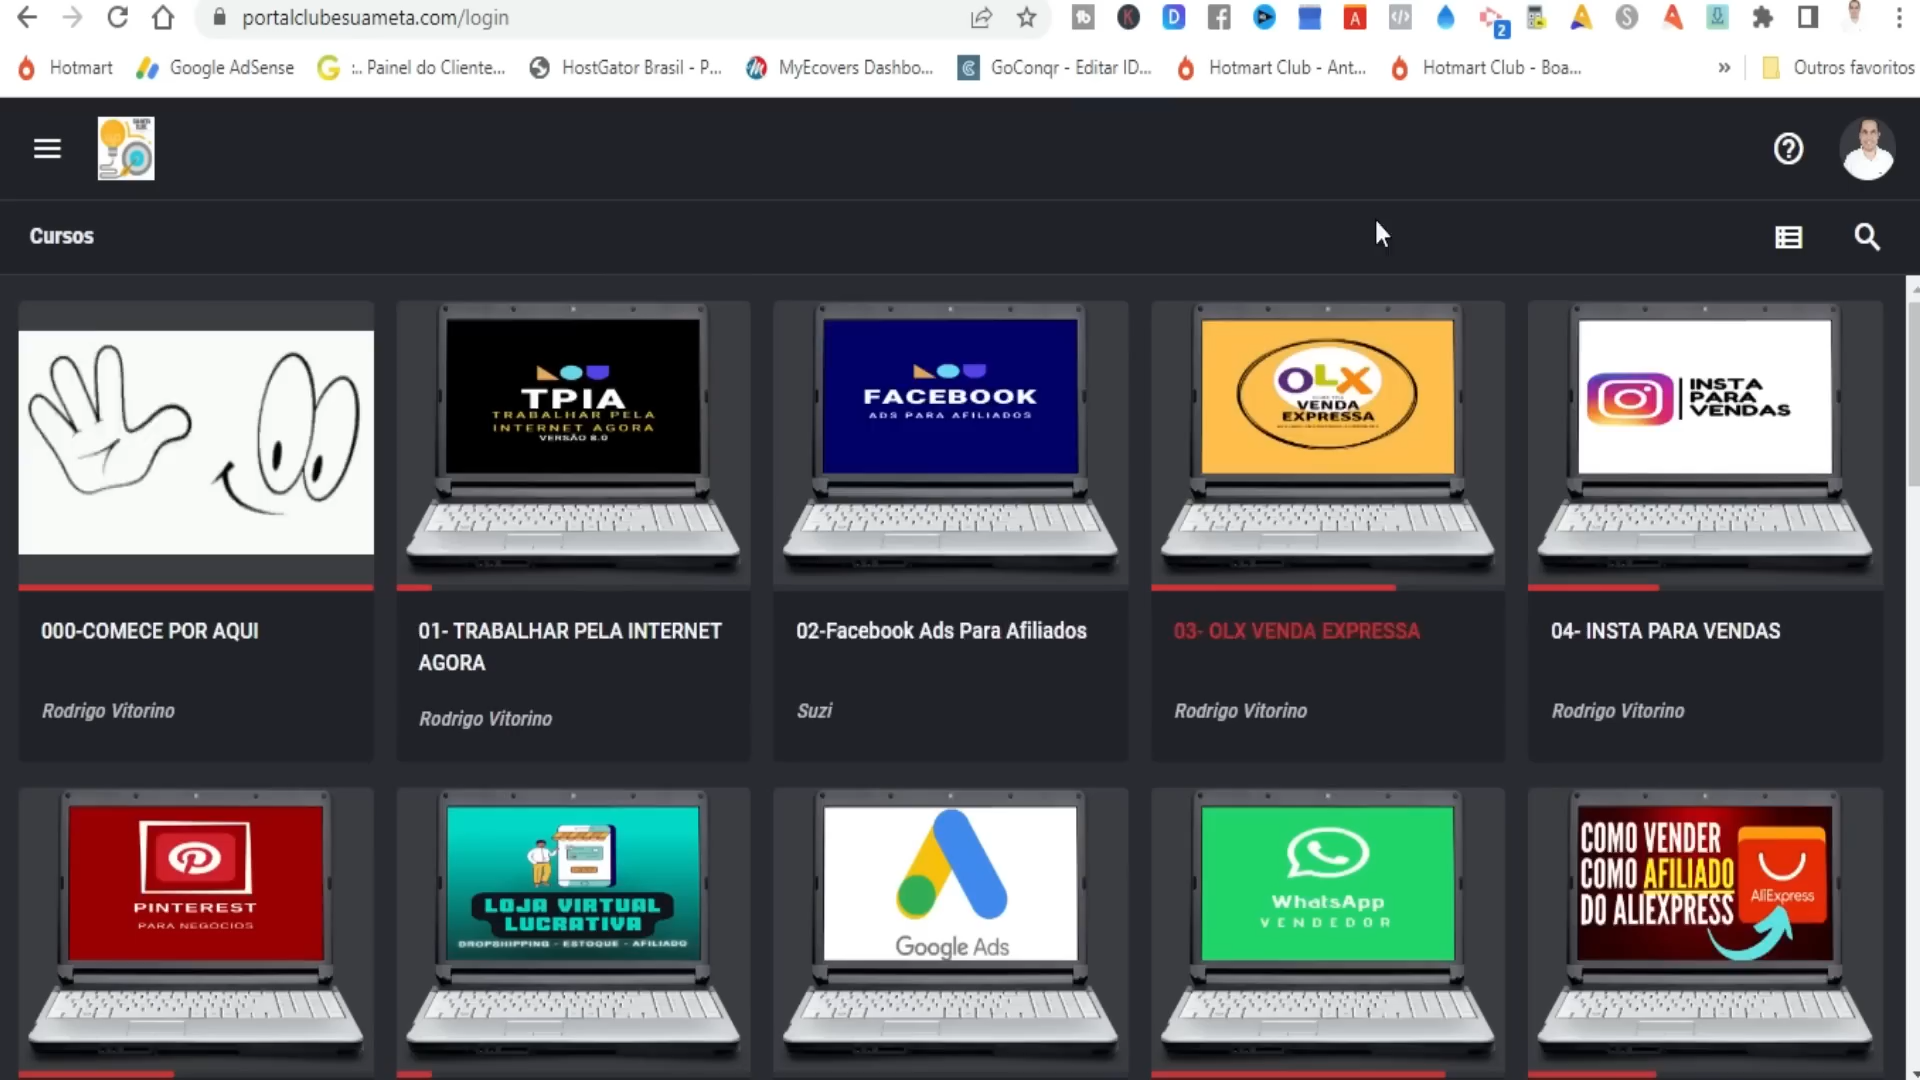 portalclubesuameta.com/login
2
Hotmart
Google AdSense
:.. Painel do Cliente...
HostGator Brasil - P...
MyEcovers Dashbo...
GoConqr - Editar ID...
Hotmart Club - Ant...
Hotmart Club - Boa...
»
Outros favoritos
Cursos
TPIA
TRABALHAR PELA
INTERNET AGORA
VERSÃO 8.0
FACEBOOK
ADS PARA AFILIADOS
OLX
VENDA
EXPRESSA
INSTA
PARA
VENDAS
000-COMECE POR AQUI
Rodrigo Vitorino
01- TRABALHAR PELA INTERNET
AGORA
Rodrigo Vitorino
02-Facebook Ads Para Afiliados
Suzi
03- OLX VENDA EXPRESSA
Rodrigo Vitorino
04- INSTA PARA VENDAS
Rodrigo Vitorino
PINTEREST
PARA NEGOCIOS
LOJA VIRTUAL
LUCRATIVA
DROPSHIPPING - ESTOQUE - AFILIADO
Google Ads
WhatsApp
VENDEDOR
COMO VENDER
COMO AFILIADO
DO ALIEXPRESS
AliExpress